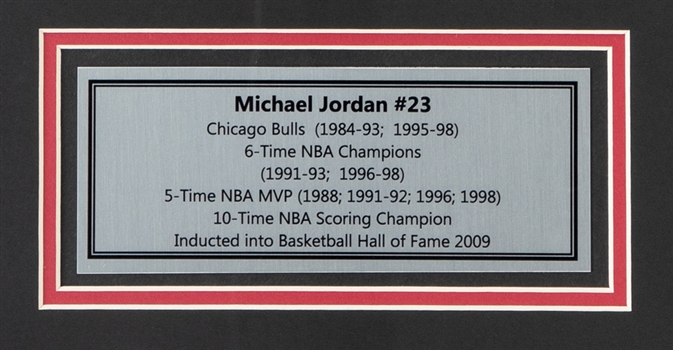 Michael Jordan #23
Chicago Bulls (1984-93; 1995-98)
6-Time NBA Champions
(1991-93; 1996-98)
5-Time NBA MVP (1988; 1991-92; 1996; 1998)
10-Time NBA Scoring Champion
Inducted into Basketball Hall of Fame 2009